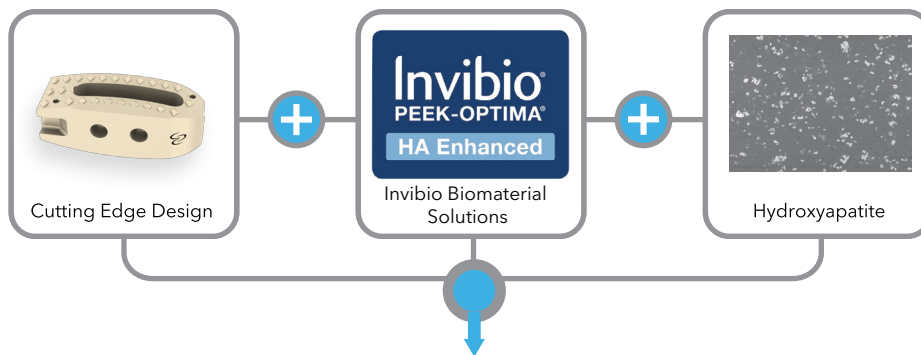 Invibio®
PEEK-OPTIMA®
HA Enhanced
Cutting Edge Design
Invibio Biomaterial
Solutions
Hydroxyapatite